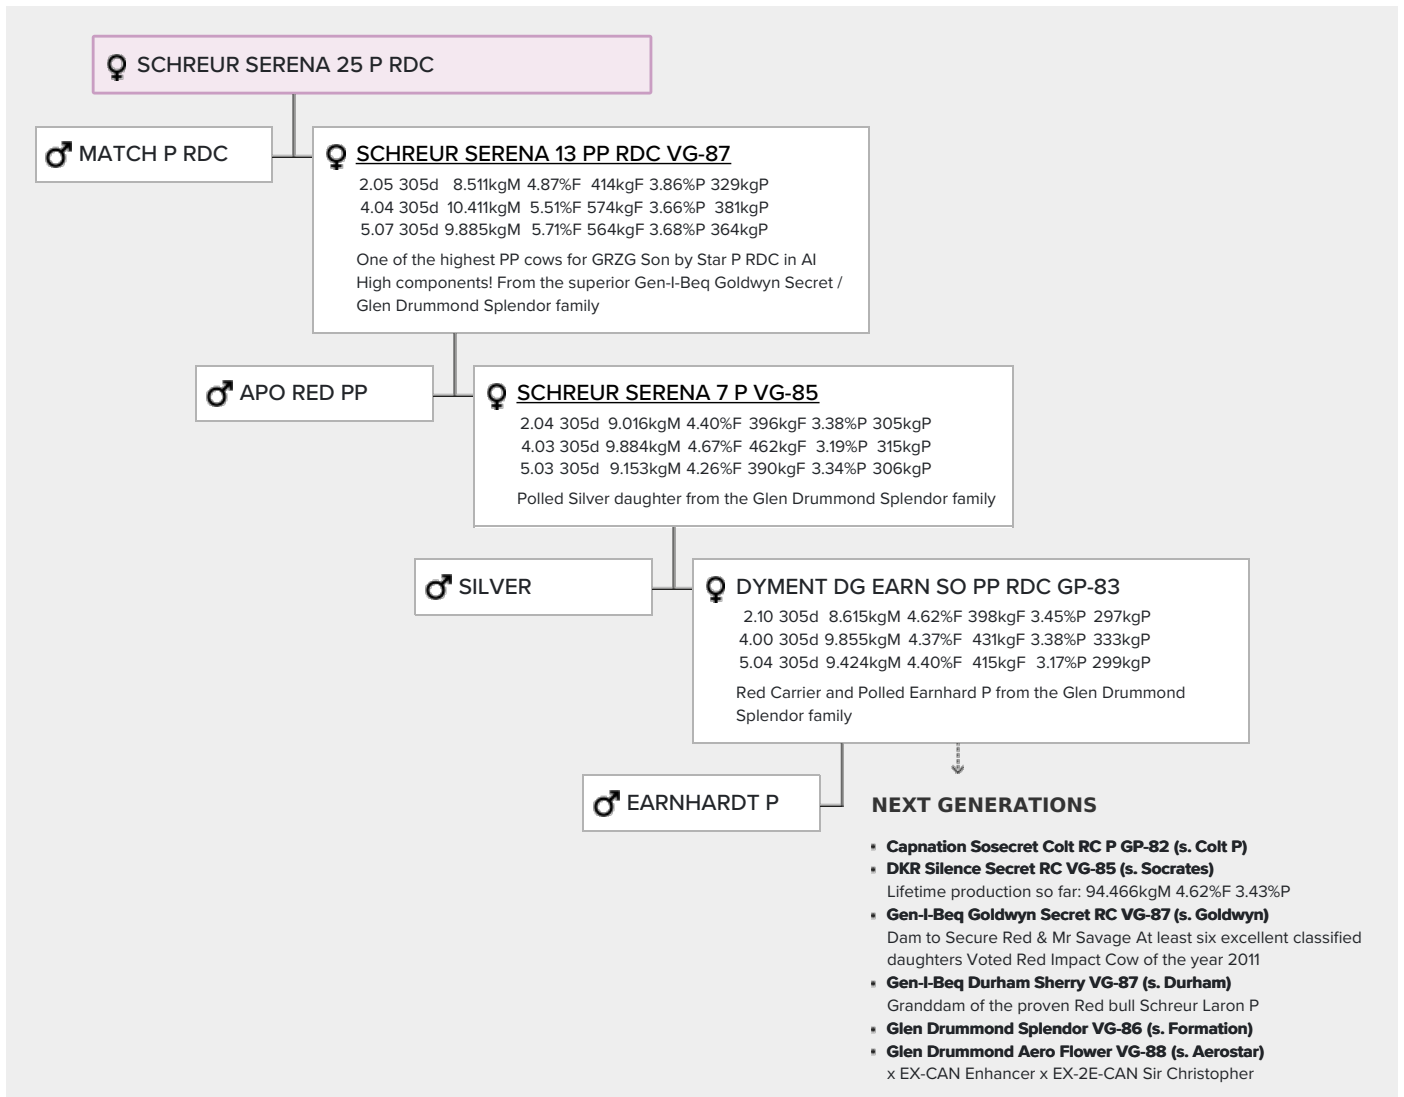 SCHREUR SERENA 25 P RDC
MATCH P RDC
SCHREUR SERENA 13 PP RDC VG-87
2.05 305d 8.511kgM 4.87%F 414kgF 3.86%P 329kgP
4.04 305d 10.411kgM 5.51%F 574kgF 3.66%P 381kgP
5.07 305d 9.885kgM 5.71%F 564kgF 3.68%P 364kgP
One of the highest PP cows for GRZG Son by Star P RDC in AI
High components! From the superior Gen-I-Beq Goldwyn Secret /
Glen Drummond Splendor family
APO RED PP
SCHREUR SERENA 7 P VG-85
2.04 305d 9.016kgM 4.40%F 396kgF 3.38%P 305kgP
4.03 305d 9.884kgM 4.67%F 462kgF 3.19%P 315kgP
5.03 305d 9.153kgM 4.26%F 390kgF 3.34%P 306kgP
Polled Silver daughter from the Glen Drummond Splendor family
SILVER
DYMENT DG EARN SO PP RDC GP-83
2.10 305d 8.615kgM 4.62%F 398kgF 3.45%P 297kgP
4.00 305d 9.855kgM 4.37%F 431kgF 3.38%P 333kgP
5.04 305d 9.424kgM 4.40%F 415kgF 3.17%P 299kgP
Red Carrier and Polled Earnhard P from the Glen Drummond
Splendor family
EARNHARDT P
NEXT GENERATIONS
Capnation Sosecret Colt RC P GP-82 (s. Colt P)
DKR Silence Secret RC VG-85 (s. Socrates)
Lifetime production so far: 94.466kgM 4.62%F 3.43%P
Gen-I-Beq Goldwyn Secret RC VG-87 (s. Goldwyn)
Dam to Secure Red & Mr Savage At least six excellent classified
daughters Voted Red Impact Cow of the year 2011
Gen-I-Beq Durham Sherry VG-87 (s. Durham)
Granddam of the proven Red bull Schreur Laron P
Glen Drummond Splendor VG-86 (s. Formation)
Glen Drummond Aero Flower VG-88 (s. Aerostar)
x EX-CAN Enhancer x EX-2E-CAN Sir Christopher